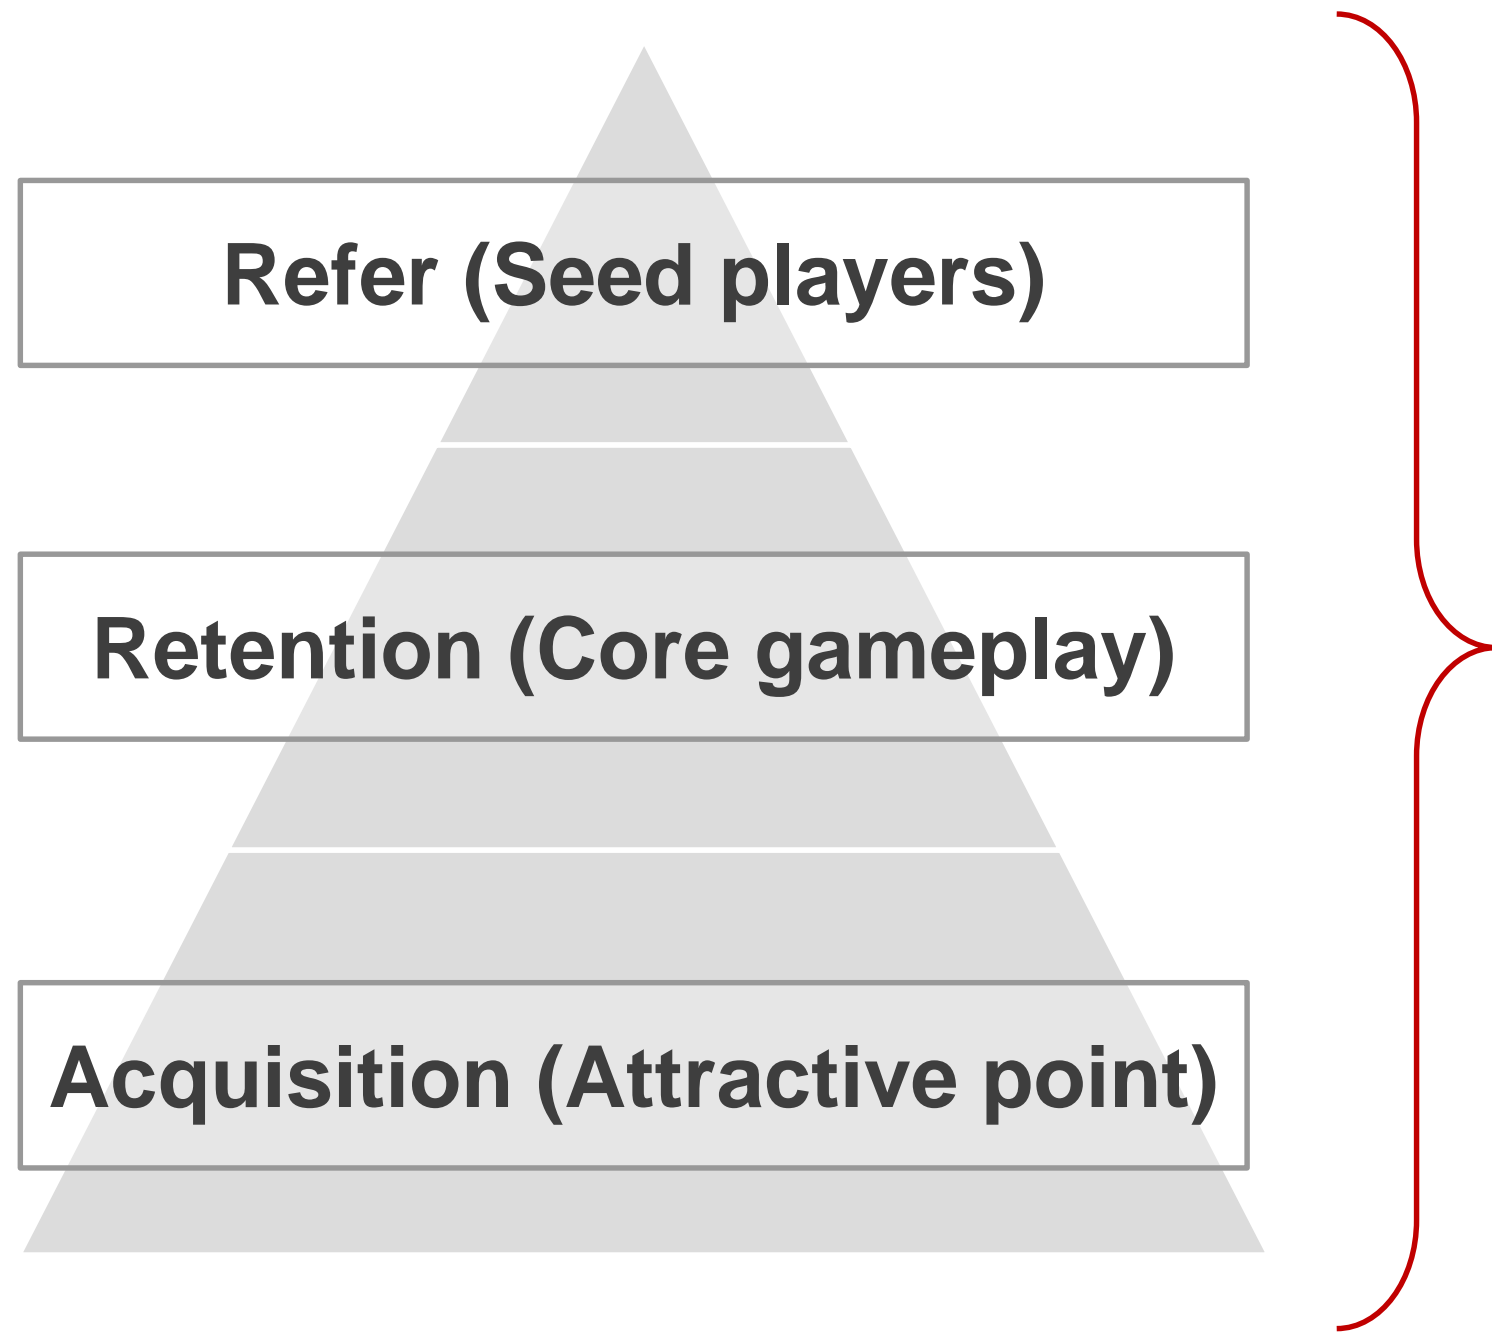 Refer (Seed players)
Retention (Core gameplay)
Acquisition (Attractive point)